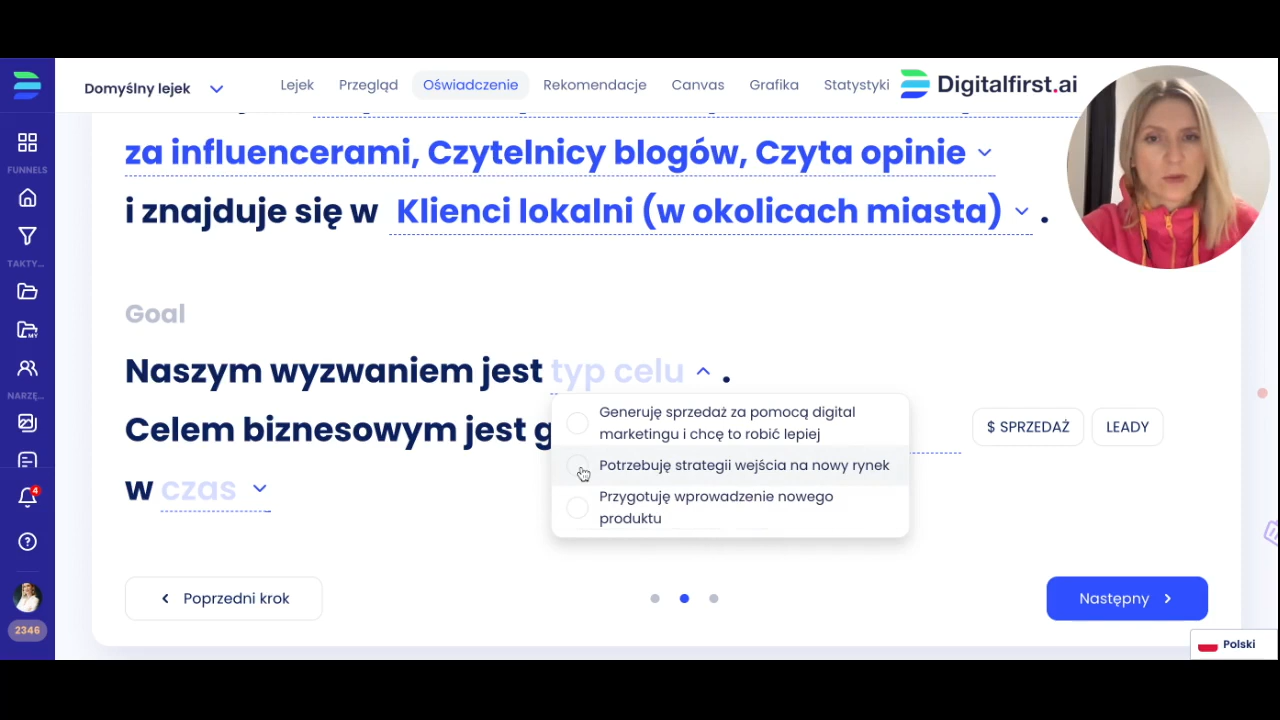 Domyślny lejek
Lejek
Przegląd
Oświadczenie
Rekomendacje
Canvas
Grafika
Statystyki
Digitalfirst.ai
FUNNELS
TAKTY...
MY
NARZĘ...
4
2346
za influencerami, Czytelnicy blogów, Czyta opinie
i znajduje się w Klienci lokalni (w okolicach miasta) .
Goal
Naszym wyzwaniem jest typ celu .
Generuję sprzedaż za pomocą digital
marketingu i chcę to robić lepiej
Potrzebuję strategii wejścia na nowy rynek
Przygotuję wprowadzenie nowego
produktu
Celem biznesowym jest g
$ SPRZEDAŻ
LEADY
w czas
Poprzedni krok
Następny
Polski